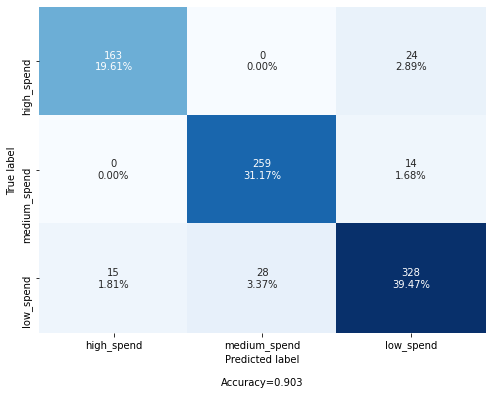 163
19.61%
0
0.00%
24
2.89%
high_spend
0
0.00%
259
31.17%
14
1.68%
medium_spend
True label
15
1.81%
28
3.37%
328
39.47%
low_spend
high_spend
medium_spend
low_spend
Predicted label
Accuracy=0.903